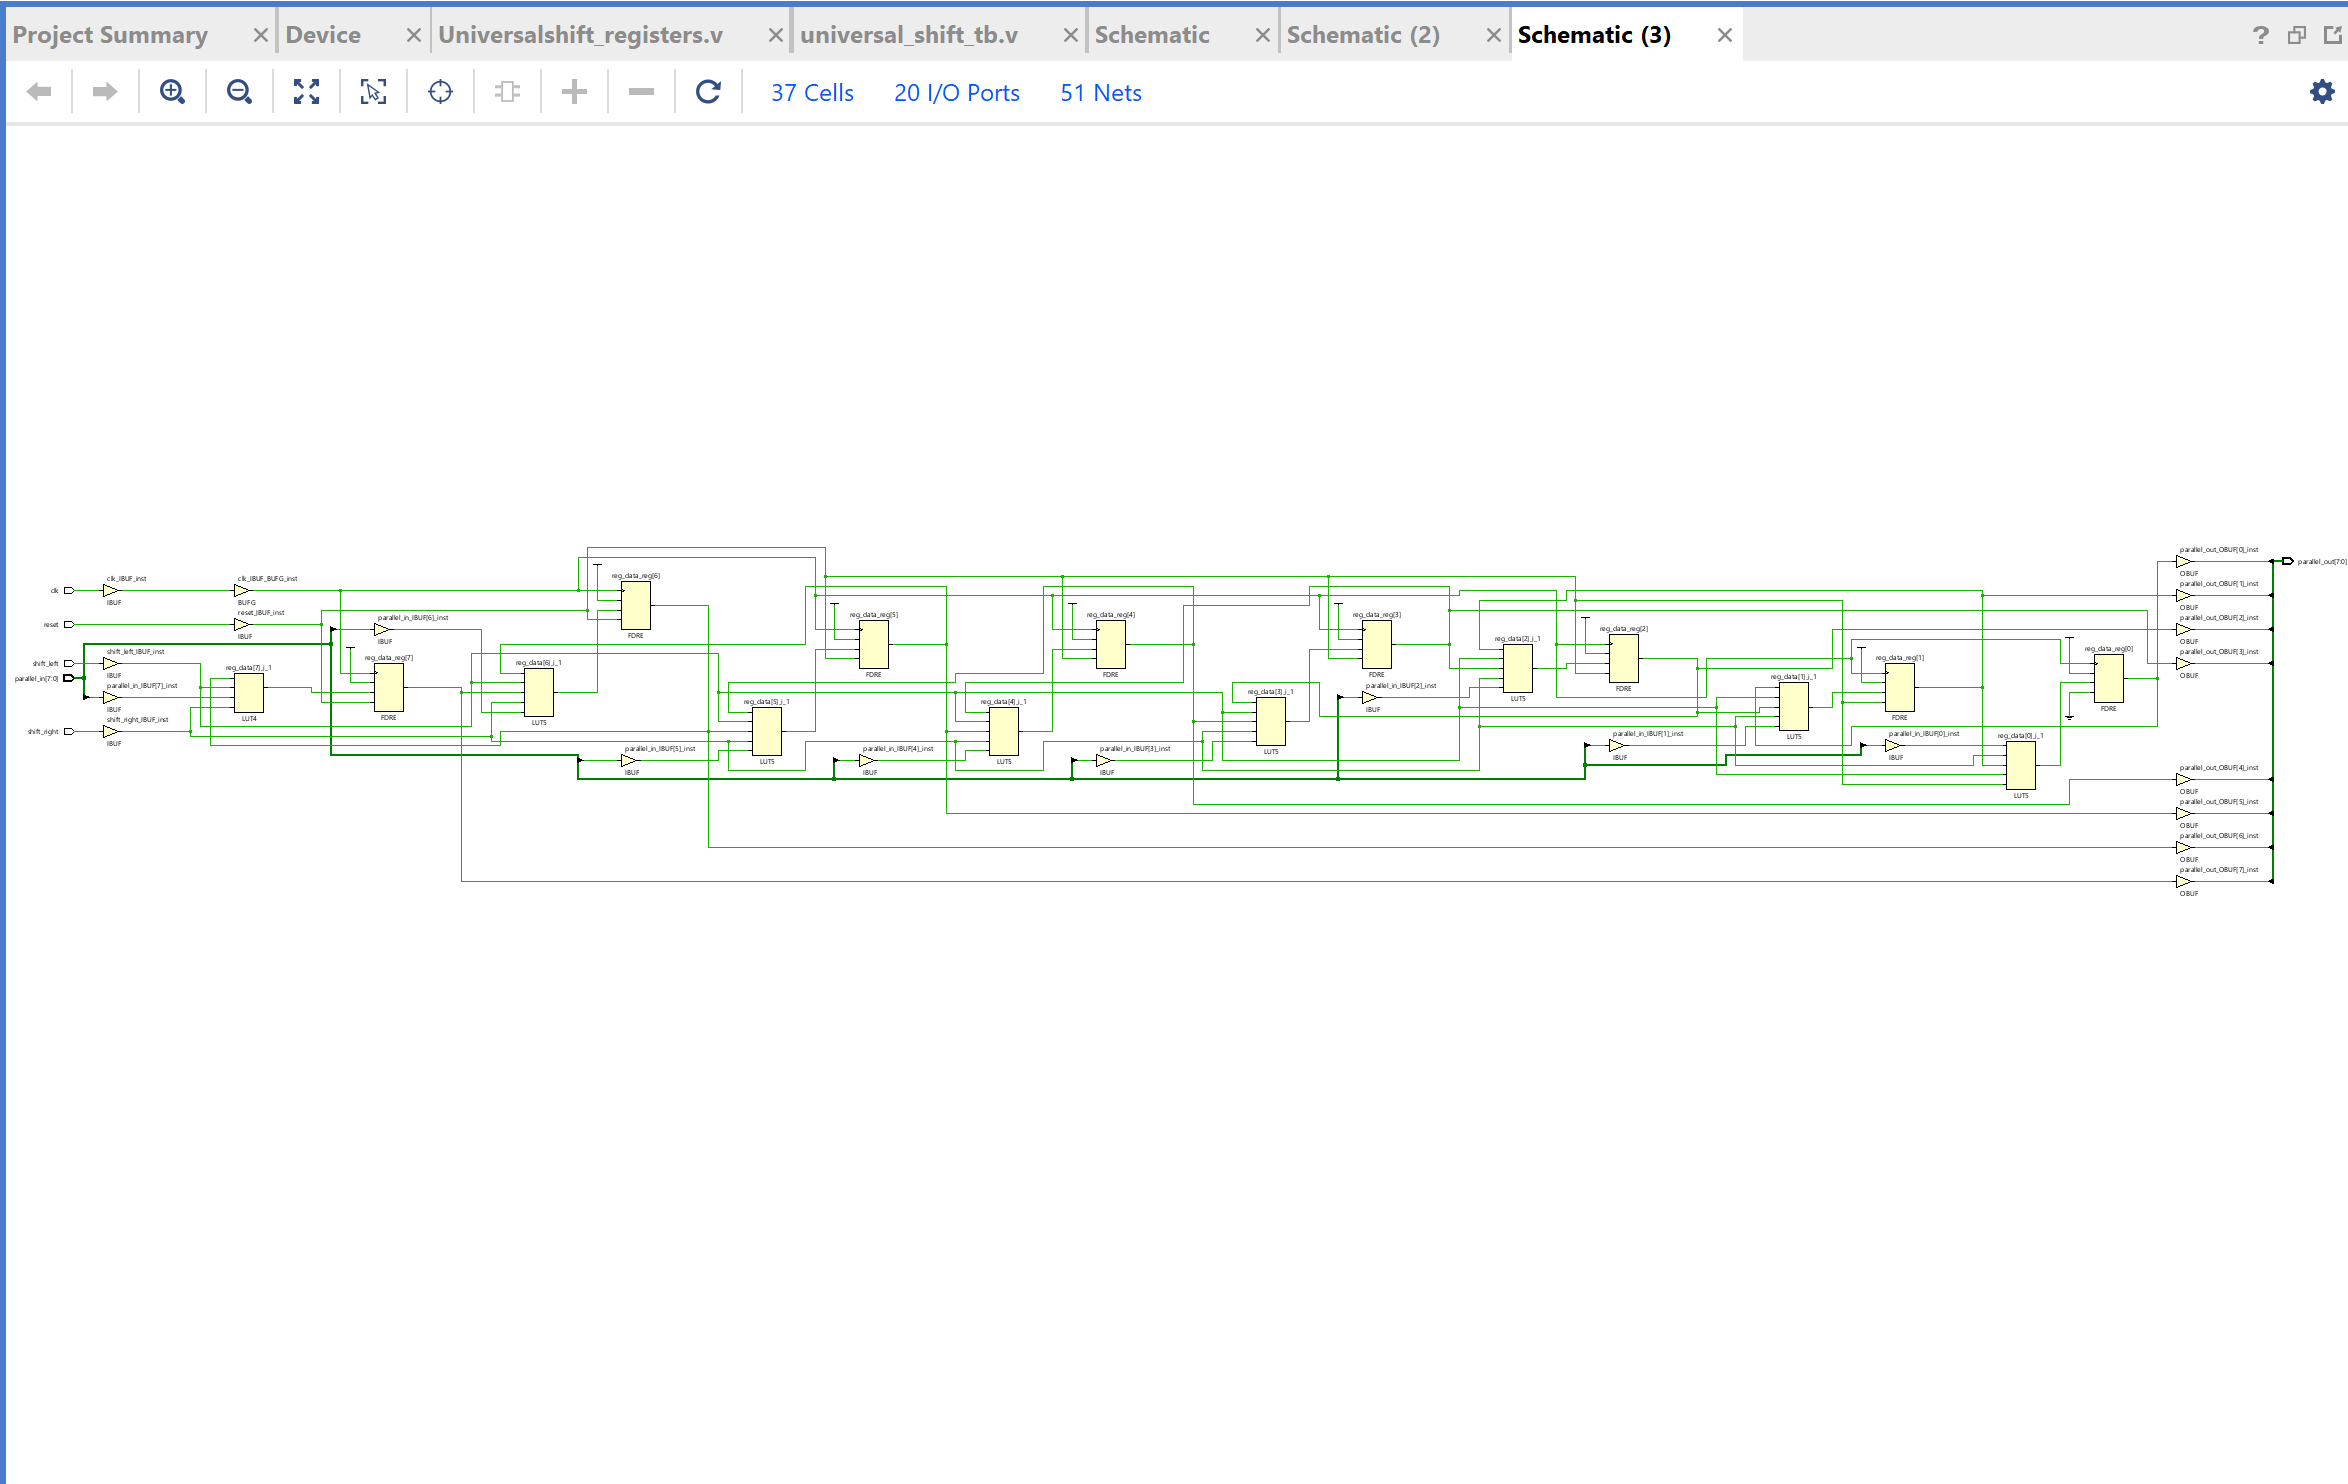 Project Summary
Device
Universalshift_registers.v
universal_shift_tb.v
Schematic
Schematic (2)
Schematic (3)
37 Cells
20 I/O Ports
51 Nets
clk
clk_IBUF_inst
IBUF
clk_IBUF_BUFG_inst
BUFG
reset
reset_IBUF_inst
IBUF
shift_left
shift_left_IBUF_inst
IBUF
parallel_in[7:0]
parallel_in_IBUF[7]_inst
IBUF
shift_right
shift_right_IBUF_inst
IBUF
reg_data[7]_i_1
LUT4
parallel_in_IBUF[6]_inst
IBUF
reg_data_reg[7]
FDRE
reg_data[6]_i_1
LUT5
reg_data_reg[6]
FDRE
parallel_in_IBUF[5]_inst
IBUF
reg_data[5]_i_1
LUT5
reg_data_reg[5]
FDRE
parallel_in_IBUF[4]_inst
IBUF
reg_data[4]_i_1
LUT5
reg_data_reg[4]
FDRE
parallel_in_IBUF[3]_inst
IBUF
reg_data[3]_i_1
LUT5
reg_data_reg[3]
FDRE
parallel_in_IBUF[2]_inst
IBUF
reg_data[2]_i_1
LUT5
reg_data_reg[2]
FDRE
parallel_in_IBUF[1]_inst
IBUF
reg_data[1]_i_1
LUT5
reg_data_reg[1]
FDRE
parallel_in_IBUF[0]_inst
IBUF
reg_data[0]_i_1
LUT5
reg_data_reg[0]
FDRE
parallel_out_OBUF[0]_inst
OBUF
parallel_out[7:0]
parallel_out_OBUF[1]_inst
OBUF
parallel_out_OBUF[2]_inst
OBUF
parallel_out_OBUF[3]_inst
OBUF
parallel_out_OBUF[4]_inst
OBUF
parallel_out_OBUF[5]_inst
OBUF
parallel_out_OBUF[6]_inst
OBUF
parallel_out_OBUF[7]_inst
OBUF